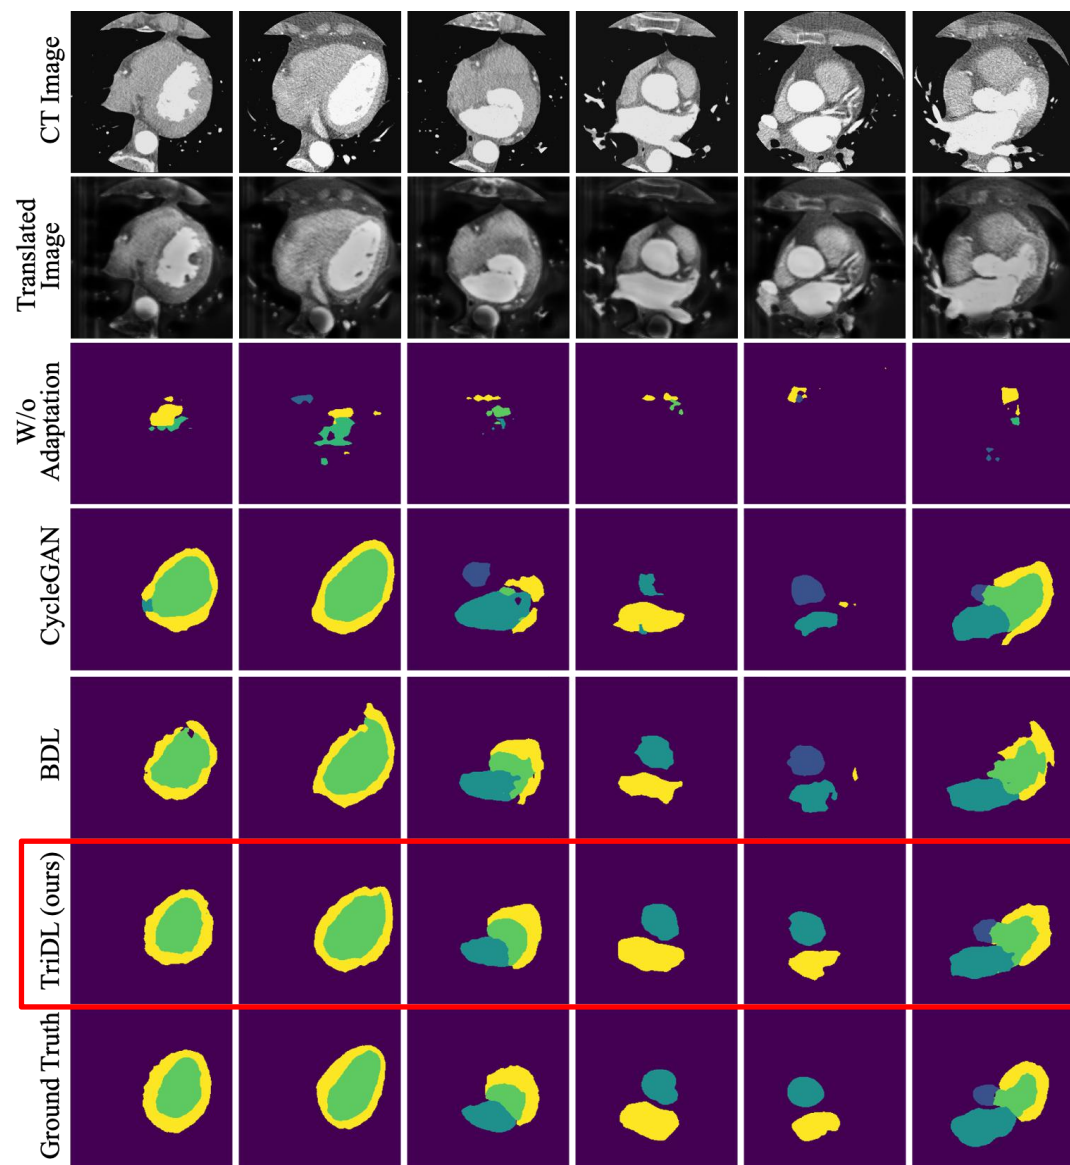 CT Image
Translated
Image
W/o
Adaptation
CycleGAN
BDL
TriDL (ours)
Ground Truth